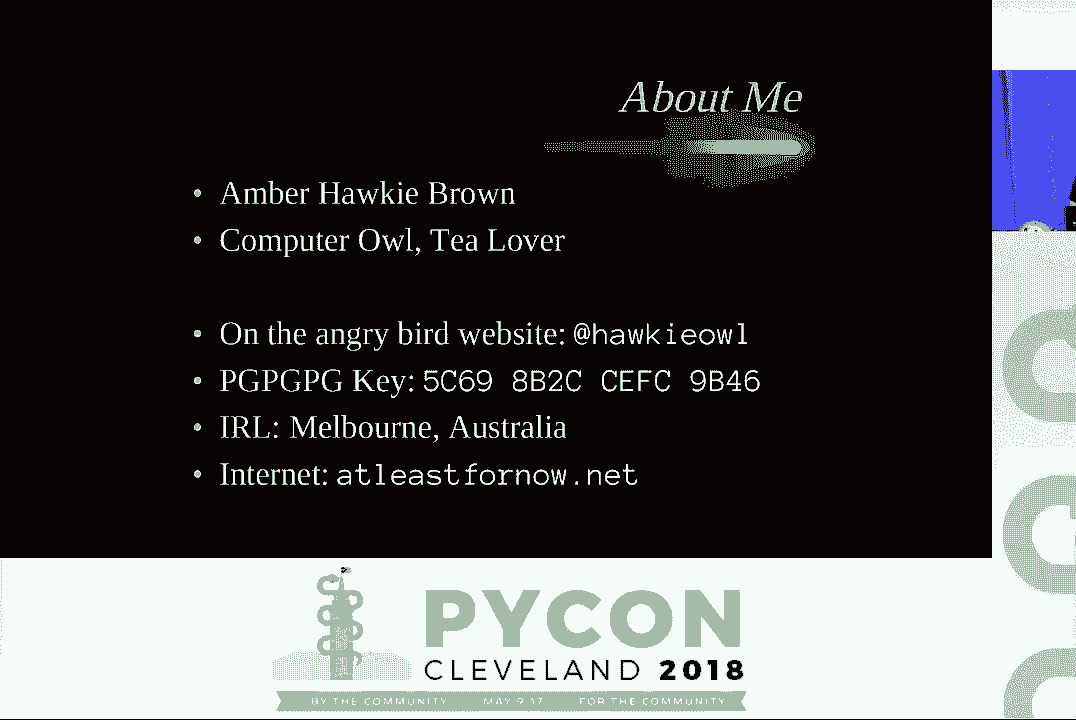 About Me
• Amber Hawkie Brown
• Computer Owl, Tea Lover
• On the angry bird website: @hawkieowl
• PGPGPG Key: 5C69 8B2C CEFC 9B46
• IRL: Melbourne, Australia
• Internet: atleastfornow.net
PYCON
CLEVELAND 2018
BY THE COMMUNITY MAY 9-17 FOR THE COMMUNITY